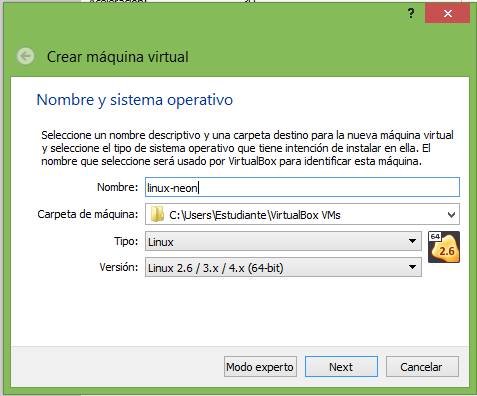 ?
Crear máquina virtual
Nombre y sistema operativo
Seleccione un nombre descriptivo y una carpeta destino para la nueva máquina virtual
y seleccione el tipo de sistema operativo que tiene intención de instalar en ella. El
nombre que seleccione será usado por VirtualBox para identificar esta máquina.
Nombre: linux-neon
Carpeta de máquina: C:\Users\Estudiante\VirtualBox VMs
Tipo: Linux
64
2.6
Versión: Linux 2.6 / 3.x / 4.x (64-bit)
Modo experto Next Cancelar